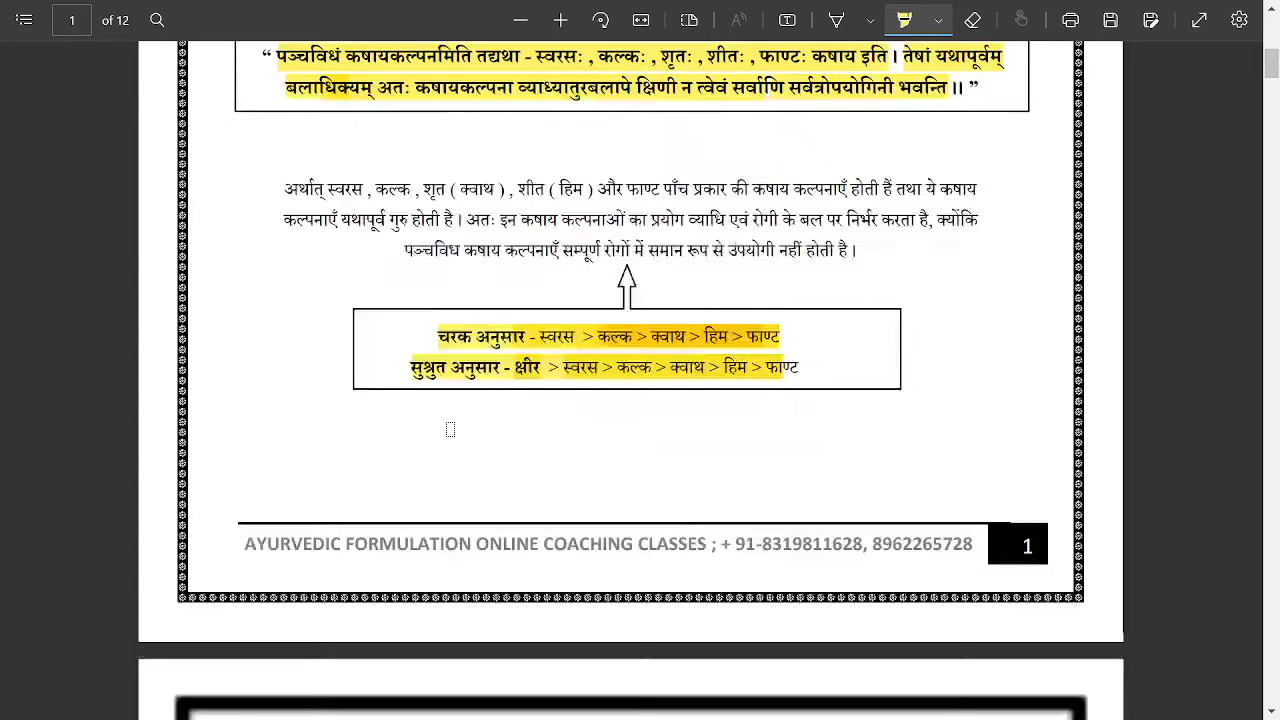 1 of 12
“ पञ्चविधं कषायकल्पनमिति तद्यथा - स्वरसः , कल्कः , शृतः , शीतः , फाण्टः कषाय इति । तेषां यथापूर्वम्
बलाधिक्यम् अतः कषायकल्पना व्याध्यातुरबलापे क्षिणी न त्वेवं सर्वाणि सर्वत्रोपयोगिनी भवन्ति ।। ”
अर्थात् स्वरस , कल्क , शृत ( क्वाथ ) , शीत ( हिम ) और फाण्ट पाँच प्रकार की कषाय कल्पनाएँ होती हैं तथा ये कषाय
कल्पनाएँ यथापूर्व गुरु होती है । अतः इन कषाय कल्पनाओं का प्रयोग व्याधि एवं रोगी के बल पर निर्भर करता है, क्योंकि
पञ्चविध कषाय कल्पनाएँ सम्पूर्ण रोगों में समान रूप से उपयोगी नहीं होती है ।
चरक अनुसार - स्वरस > कल्क > क्वाथ > हिम > फाण्ट
सुश्रुत अनुसार - क्षीर > स्वरस > कल्क > क्वाथ > हिम > फाण्ट
AYURVEDIC FORMULATION ONLINE COACHING CLASSES ; + 91-8319811628, 8962265728 1